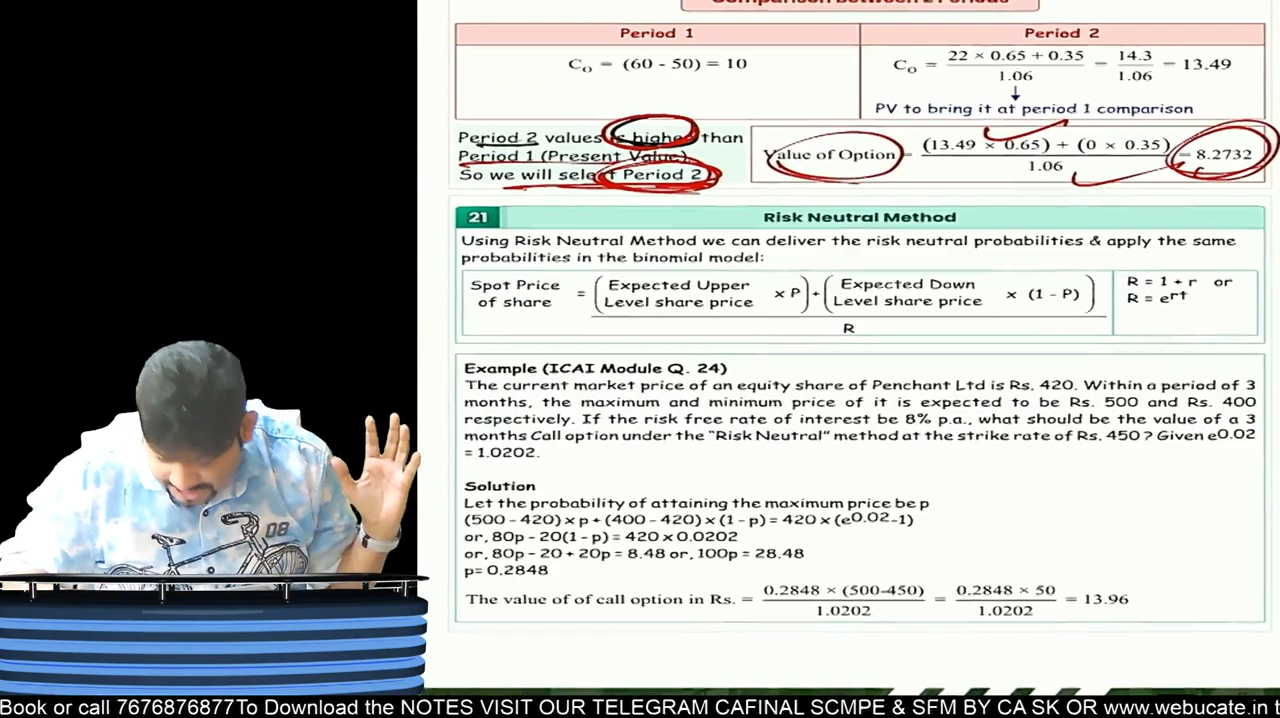 Comparison Between 2 Periods
Period 1
Period 2
C₀ = (60 - 50) = 10
C₀ = 22 × 0.65 + 0.35 / 1.06 = 14.3 / 1.06 = 13.49
PV to bring it at period 1 comparison
Period 2 values is higher than
Period 1 (Present Value)
So we will select Period 2
Value of Option = (13.49 × 0.65) + (0 × 0.35) / 1.06 = 8.2732
21
Risk Neutral Method
Using Risk Neutral Method we can deliver the risk neutral probabilities & apply the same
probabilities in the binomial model:
Spot Price of share = (Expected Upper Level share price × P) + (Expected Down Level share price × (1 - P)) / R
R = 1 + r or
R = e^rt
Example (ICAI Module Q. 24)
The current market price of an equity share of Penchant Ltd is Rs. 420. Within a period of 3
months, the maximum and minimum price of it is expected to be Rs. 500 and Rs. 400
respectively. If the risk free rate of interest be 8% p.a., what should be the value of a 3
months Call option under the "Risk Neutral" method at the strike rate of Rs. 450 ? Given e^0.02
= 1.0202.
Solution
Let the probability of attaining the maximum price be p
(500 - 420) × p + (400 - 420) × (1 - p) = 420 × (e^0.02 -1)
or, 80p - 20(1 - p) = 420 × 0.0202
or, 80p - 20 + 20p = 8.48 or, 100p = 28.48
p= 0.2848
The value of of call option in Rs. = 0.2848 × (500-450) / 1.0202 = 0.2848 × 50 / 1.0202 = 13.96
08
Book or call 7676876877To Download the NOTES VISIT OUR TELEGRAM CAFINAL SCMPE & SFM BY CA SK OR www.webucate.in t